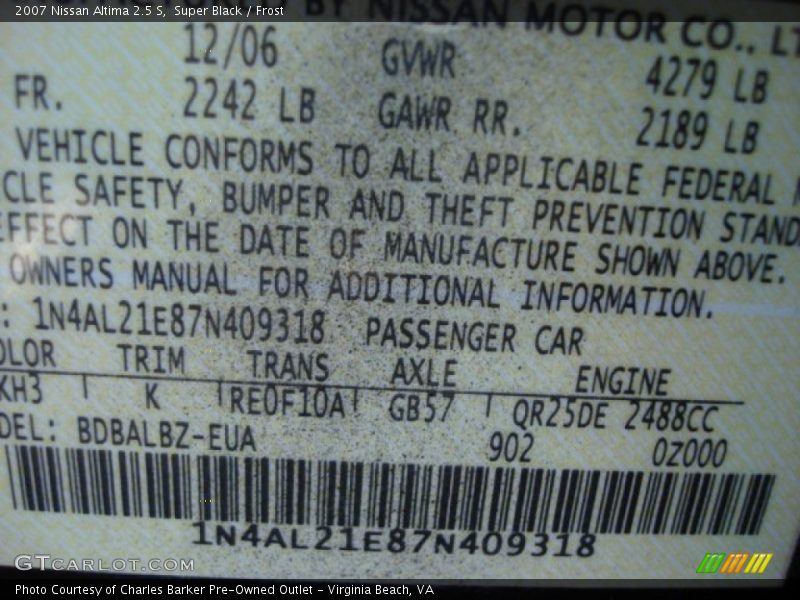 2007 Nissan Altima 2.5 S, Super Black / Frost
BY NISSAN MOTOR CO., LT
12/06 GVWR 4279 LB
FR. 2242 LB GAWR RR. 2189 LB
VEHICLE CONFORMS TO ALL APPLICABLE FEDERAL
CLE SAFETY, BUMPER AND THEFT PREVENTION STAND
EFFECT ON THE DATE OF MANUFACTURE SHOWN ABOVE.
OWNERS MANUAL FOR ADDITIONAL INFORMATION.
: 1N4AL21E87N409318 PASSENGER CAR
OLOR TRIM TRANS AXLE ENGINE
KH3 K RE0F10A GB57 QR25DE 2488CC
DEL: BDBALBZ-EUA 902 0Z000
1N4AL21E87N409318
GTCARLOT.COM
Photo Courtesy of Charles Barker Pre-Owned Outlet - Virginia Beach, VA